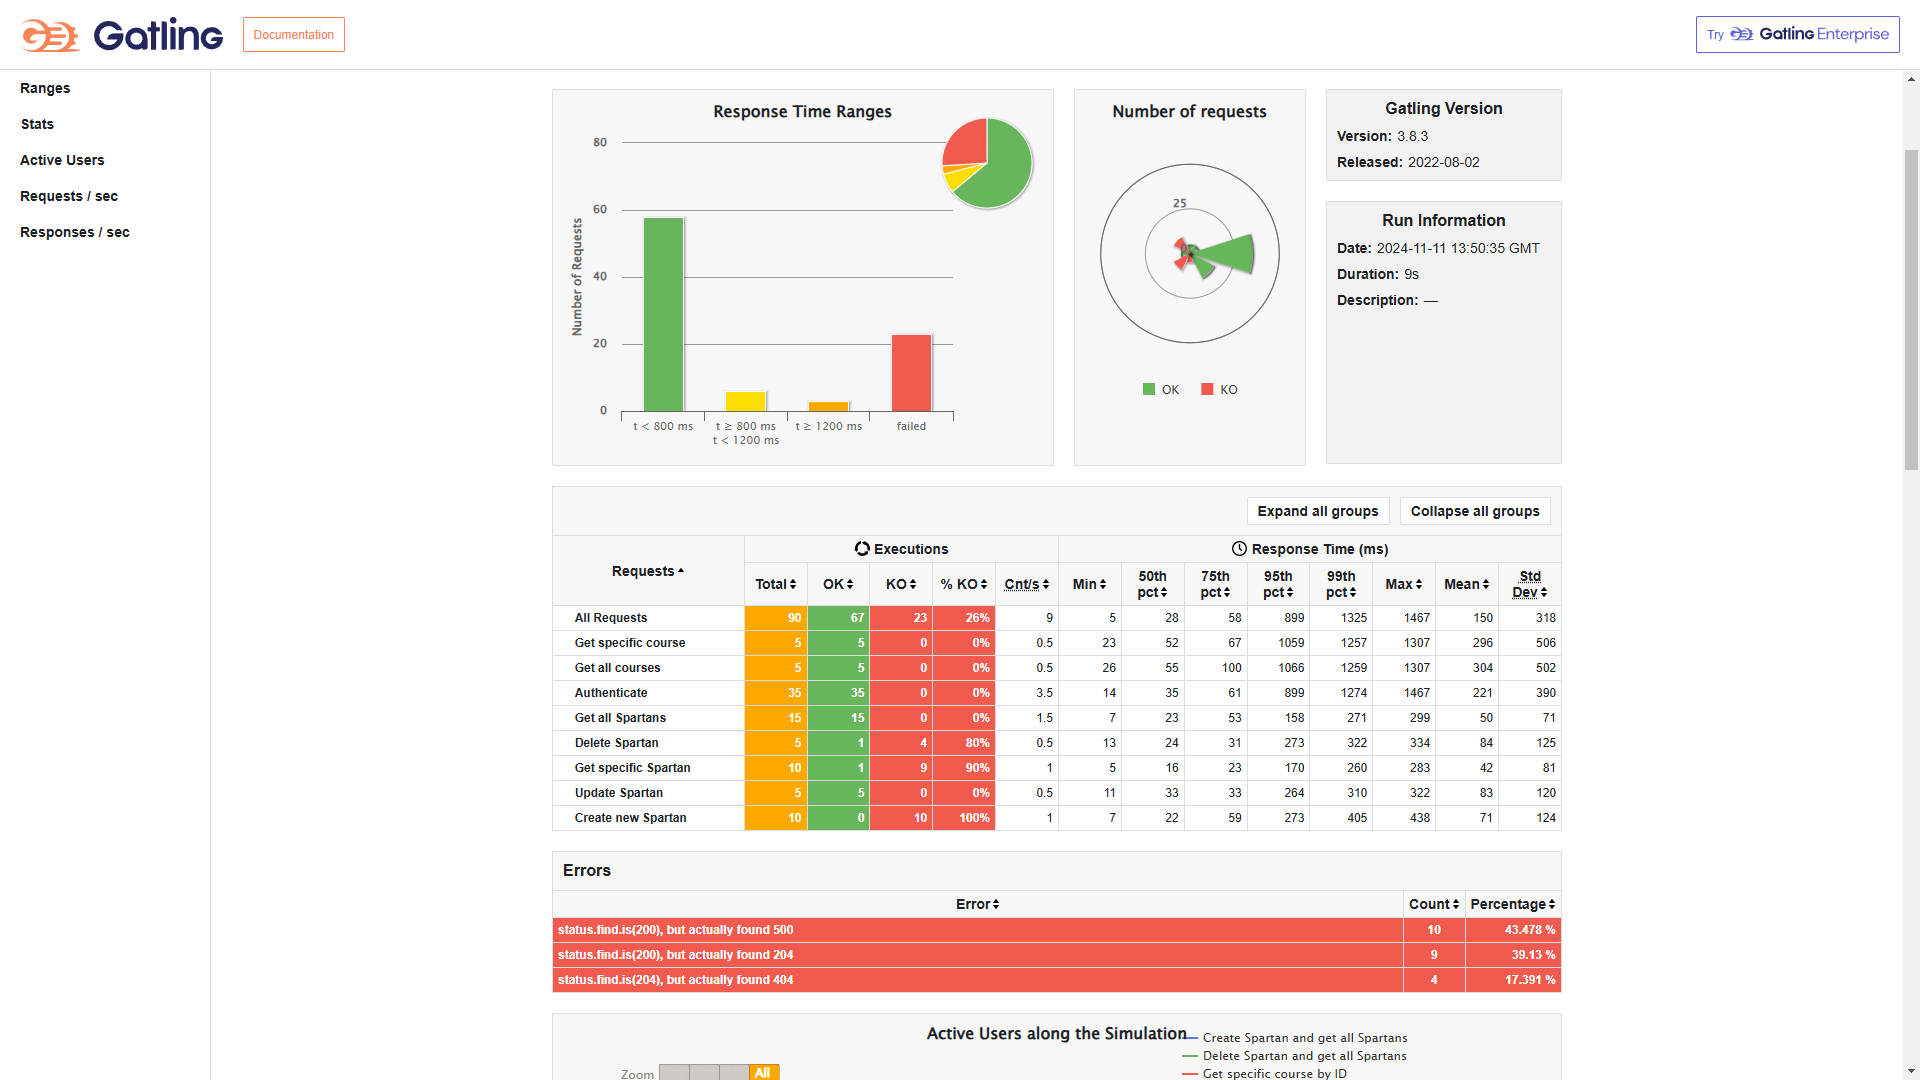 Gatling
Documentation
Try Gatling Enterprise
Ranges
Stats
Active Users
Requests / sec
Responses / sec
Response Time Ranges
Number of Requests
80
60
40
20
0
t < 800 ms
t ≥ 800 ms
t < 1200 ms
t ≥ 1200 ms
failed
Number of requests
25
OK KO
Gatling Version
Version: 3.8.3
Released: 2022-08-02
Run Information
Date: 2024-11-11 13:50:35 GMT
Duration: 9s
Description: —
Expand all groups Collapse all groups
Requests Executions Response Time (ms)
Total OK KO % KO Cnt/s Min 50th pct 75th pct 95th pct 99th pct Max Mean Std Dev
All Requests 90 67 23 26% 9 5 28 58 899 1325 1467 150 318
Get specific course 5 5 0 0% 0.5 23 52 67 1059 1257 1307 296 506
Get all courses 5 5 0 0% 0.5 26 55 100 1066 1259 1307 304 502
Authenticate 35 35 0 0% 3.5 14 35 61 899 1274 1467 221 390
Get all Spartans 15 15 0 0% 1.5 7 23 53 158 271 299 50 71
Delete Spartan 5 1 4 80% 0.5 13 24 31 273 322 334 84 125
Get specific Spartan 10 1 9 90% 1 5 16 23 170 260 283 42 81
Update Spartan 5 5 0 0% 0.5 11 33 33 264 310 322 83 120
Create new Spartan 10 0 10 100% 1 7 22 59 273 405 438 71 124
Errors
Error Count Percentage
status.find.is(200), but actually found 500 10 43.478 %
status.find.is(200), but actually found 204 9 39.13 %
status.find.is(204), but actually found 404 4 17.391 %
Active Users along the Simulation
Create Spartan and get all Spartans
Delete Spartan and get all Spartans
Get specific course by ID
Zoom All